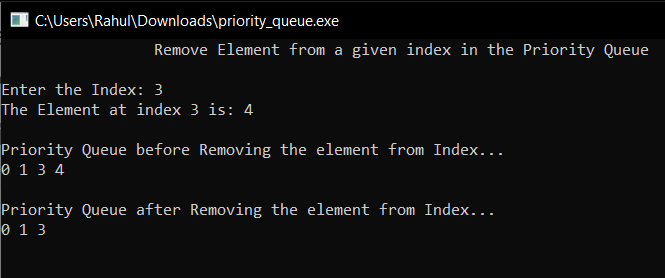 C:\Users\Rahul\Downloads\priority_queue.exe
Remove Element from a given index in the Priority Queue
Enter the Index: 3
The Element at index 3 is: 4
Priority Queue before Removing the element from Index...
0 1 3 4
Priority Queue after Removing the element from Index...
0 1 3